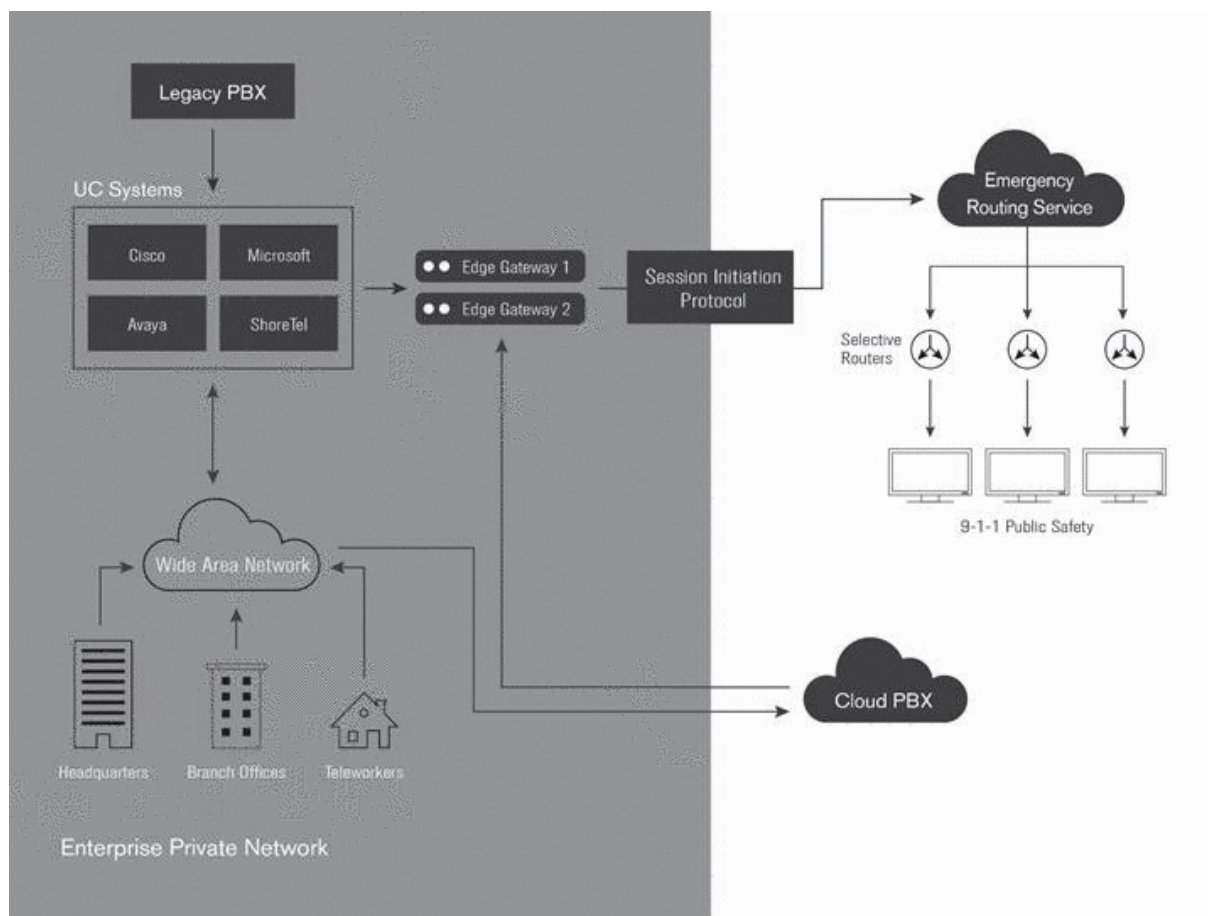 Legacy PBX
UC Systems
Cisco
Microsoft
Avaya
ShoreTel
Edge Gateway 1
Edge Gateway 2
Session Initiation
Protocol
Emergency
Routing Service
Selective
Routers
9-1-1 Public Safety
Wide Area Network
Cloud PBX
Headquarters
Branch Offices
Teleworkers
Enterprise Private Network